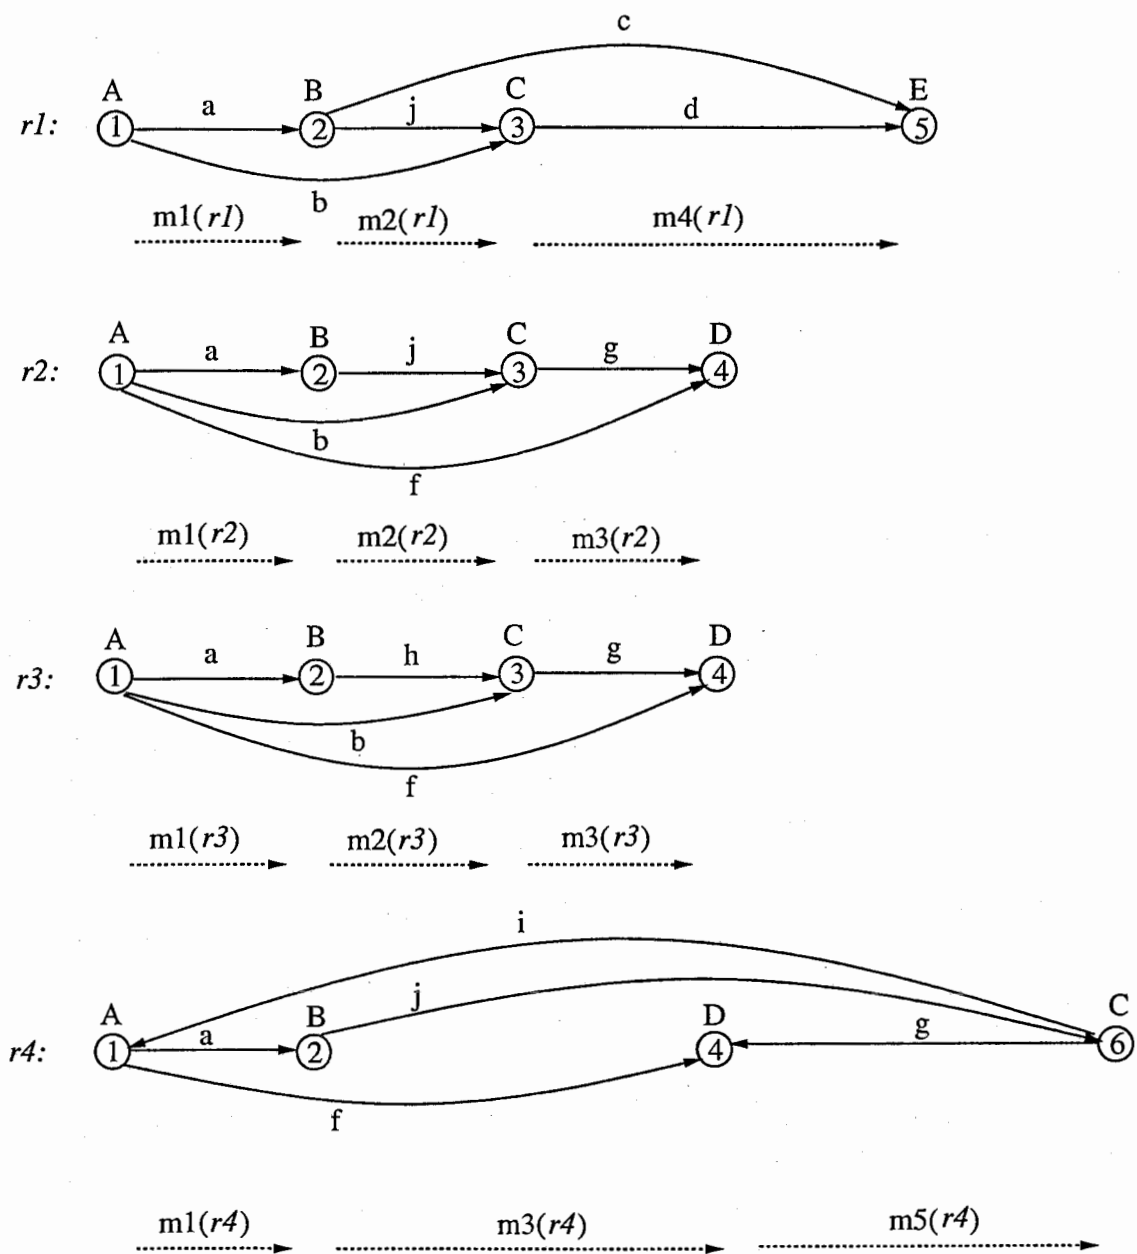 c
A B C E
a j d
r1: 1 2 3 5
b
m1(r1) m2(r1) m4(r1)
A B C D
a j g
r2: 1 2 3 4
b
f
m1(r2) m2(r2) m3(r2)
A B C D
a h g
r3: 1 2 3 4
b
f
m1(r3) m2(r3) m3(r3)
i
j
A B D C
a g
r4: 1 2 4 6
f
m1(r4) m3(r4) m5(r4)